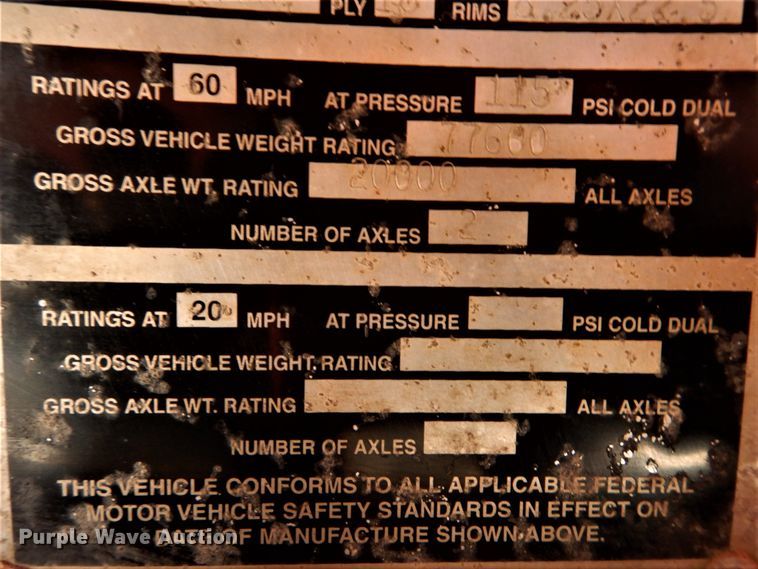 PLY RIMS
RATINGS AT 60 MPH AT PRESSURE 115 PSI COLD DUAL
GROSS VEHICLE WEIGHT RATING 77660
GROSS AXLE WT. RATING 20000 ALL AXLES
NUMBER OF AXLES 2
RATINGS AT 20 MPH AT PRESSURE PSI COLD DUAL
GROSS VEHICLE WEIGHT RATING
GROSS AXLE WT. RATING ALL AXLES
NUMBER OF AXLES
THIS VEHICLE CONFORMS TO ALL APPLICABLE FEDERAL
MOTOR VEHICLE SAFETY STANDARDS IN EFFECT ON
DATE OF MANUFACTURE SHOWN ABOVE.
Purple Wave Auction